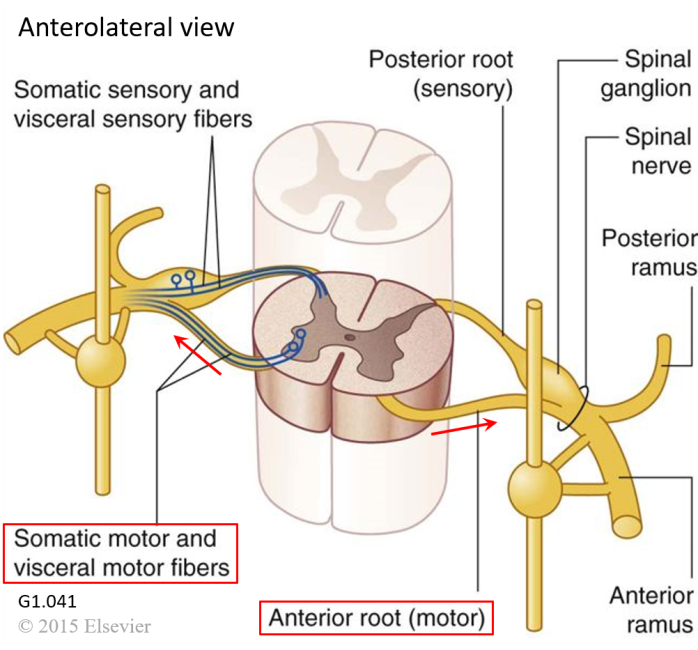 Anterolateral view
Somatic sensory and
visceral sensory fibers
Posterior root
(sensory)
Spinal
ganglion
Spinal
nerve
Posterior
ramus
Somatic motor and
visceral motor fibers
Anterior root (motor)
Anterior
ramus
G1.041
© 2015 Elsevier